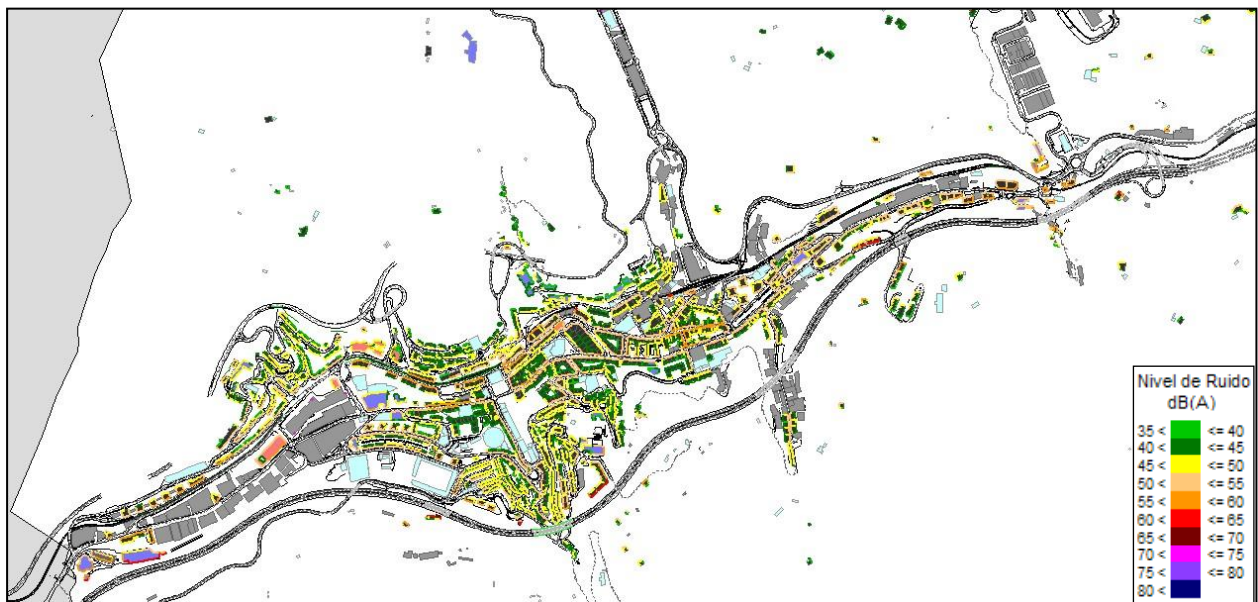 Nivel de Ruido
dB(A)
35 < <= 40
40 < <= 45
45 < <= 50
50 < <= 55
55 < <= 60
60 < <= 65
65 < <= 70
70 < <= 75
75 < <= 80
80 <